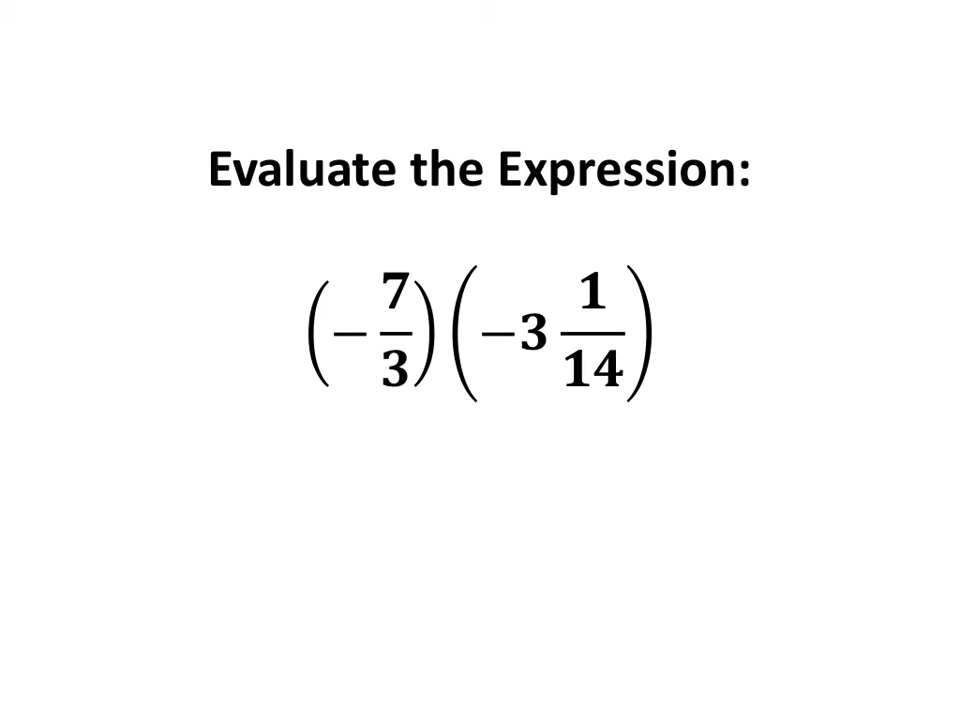 Evaluate the Expression:
(−7/3)(−3 1/14)